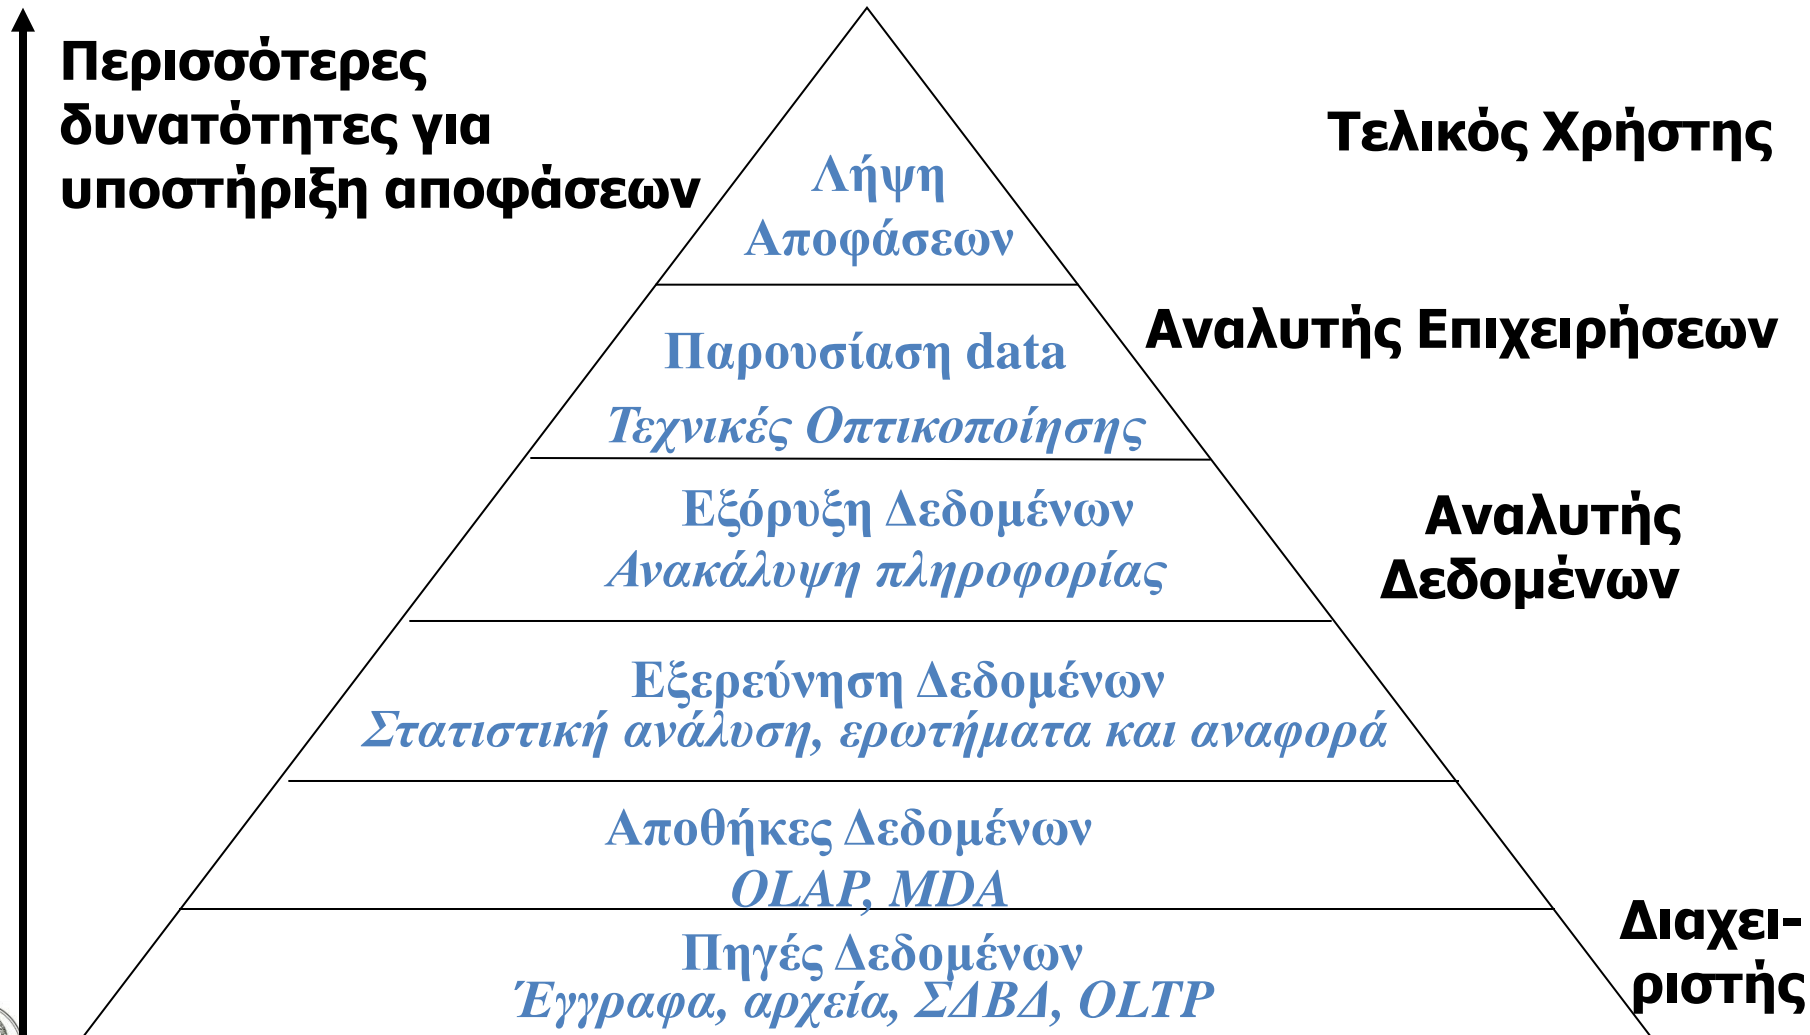 Περισσότερες
δυνατότητες για
υποστήριξη αποφάσεων
Τελικός Χρήστης
Λήψη
Αποφάσεων
Αναλυτής Επιχειρήσεων
Παρουσίαση data
Τεχνικές Οπτικοποίησης
Εξόρυξη Δεδομένων
Ανακάλυψη πληροφορίας
Αναλυτής
Δεδομένων
Εξερεύνηση Δεδομένων
Στατιστική ανάλυση, ερωτήματα και αναφορά
Αποθήκες Δεδομένων
OLAP, MDA
Πηγές Δεδομένων
Έγγραφα, αρχεία, ΣΔΒΔ, OLTP
Διαχει-
ριστής